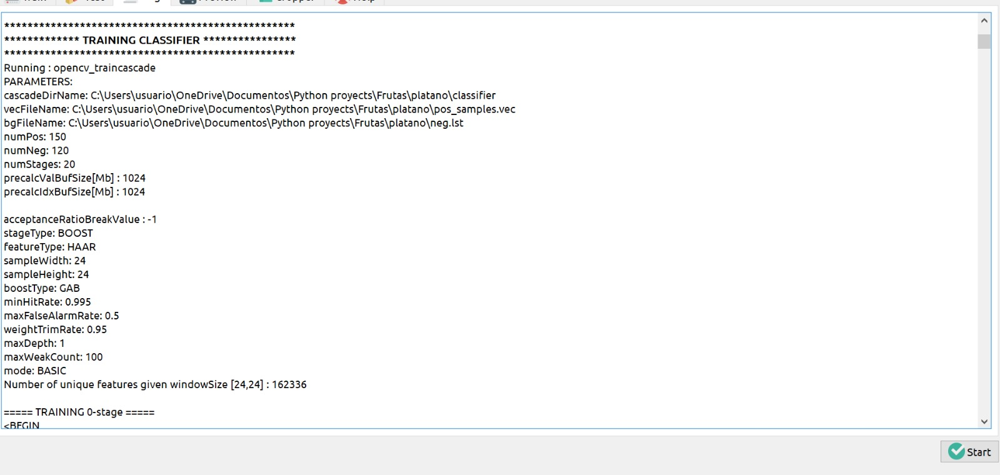 **************************************************
************* TRAINING CLASSIFIER ****************
**************************************************
Running : opencv_traincascade
PARAMETERS:
cascadeDirName: C:\Users\usuario\OneDrive\Documentos\Python proyects\Frutas\platano\classifier
vecFileName: C:\Users\usuario\OneDrive\Documentos\Python proyects\Frutas\platano\pos_samples.vec
bgFileName: C:\Users\usuario\OneDrive\Documentos\Python proyects\Frutas\platano\neg.lst
numPos: 150
numNeg: 120
numStages: 20
precalcValBufSize[Mb] : 1024
precalcIdxBufSize[Mb] : 1024
acceptanceRatioBreakValue : -1
stageType: BOOST
featureType: HAAR
sampleWidth: 24
sampleHeight: 24
boostType: GAB
minHitRate: 0.995
maxFalseAlarmRate: 0.5
weightTrimRate: 0.95
maxDepth: 1
maxWeakCount: 100
mode: BASIC
Number of unique features given windowSize [24,24] : 162336
===== TRAINING 0-stage =====
<BEGIN
Start